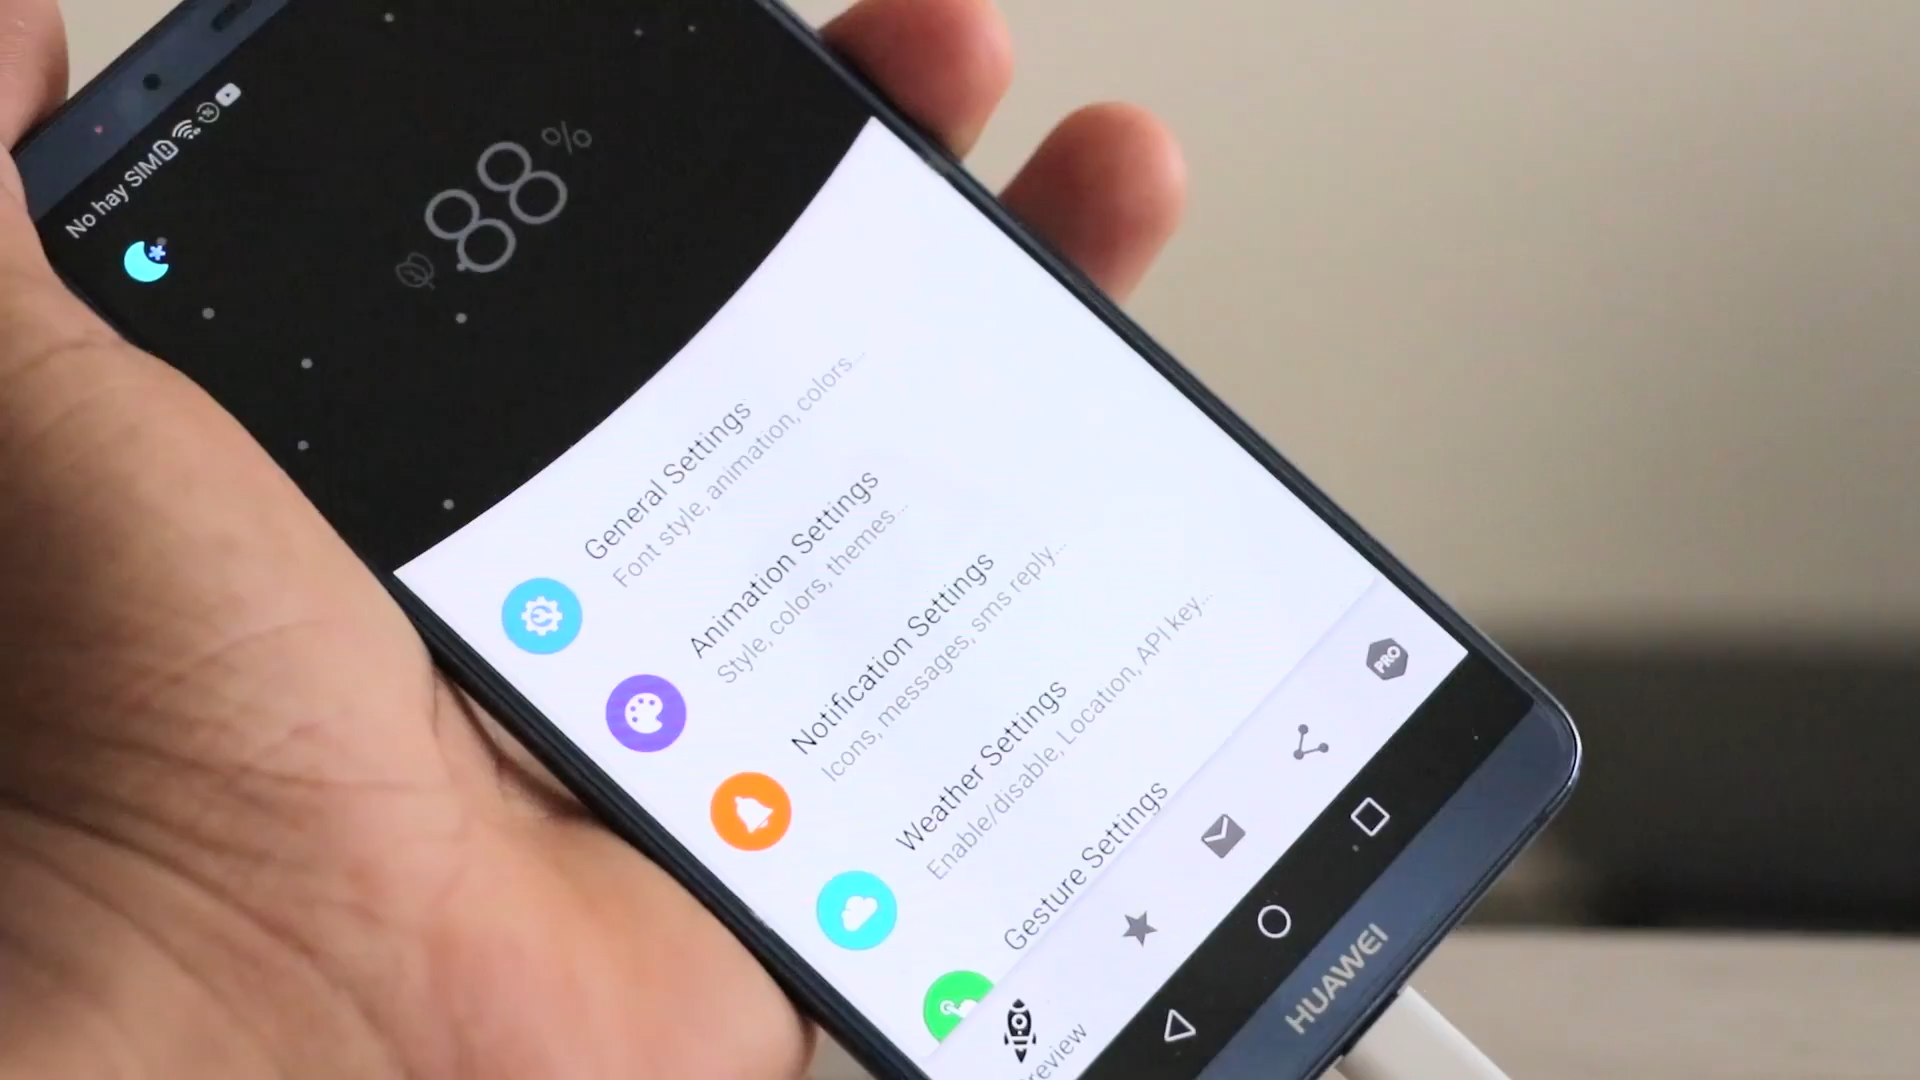 No hay SIM
88%
General Settings
Font style, animation, colors...
Animation Settings
Style, colors, themes...
Notification Settings
Icons, messages, sms reply...
Weather Settings
Enable/disable, Location, API key...
Gesture Settings
PRO
HUAWEI